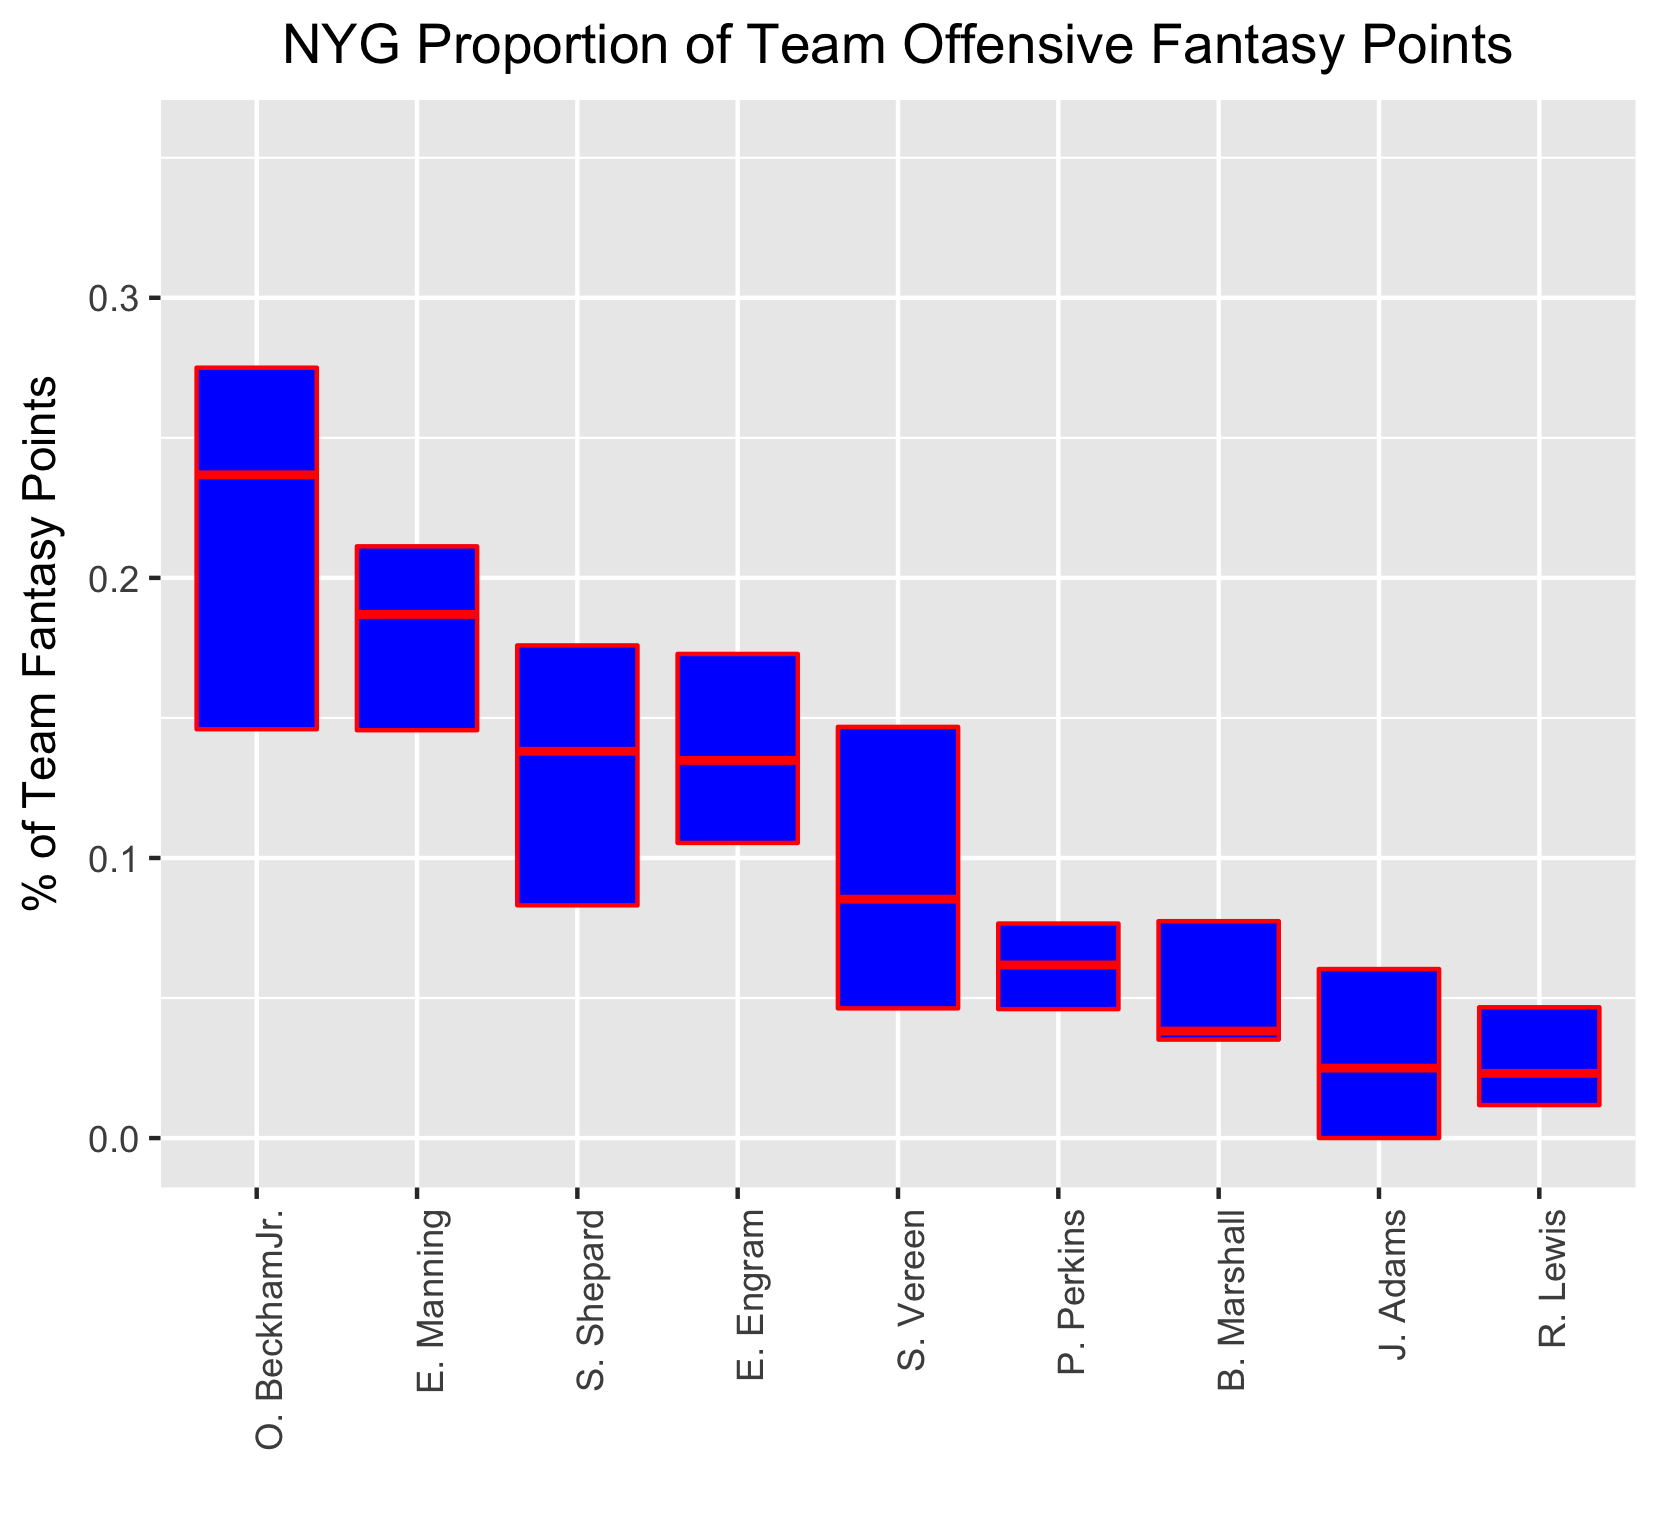 NYG Proportion of Team Offensive Fantasy Points
% of Team Fantasy Points
0.3
0.2
0.1
0.0
O. BeckhamJr.
E. Manning
S. Shepard
E. Engram
S. Vereen
P. Perkins
B. Marshall
J. Adams
R. Lewis